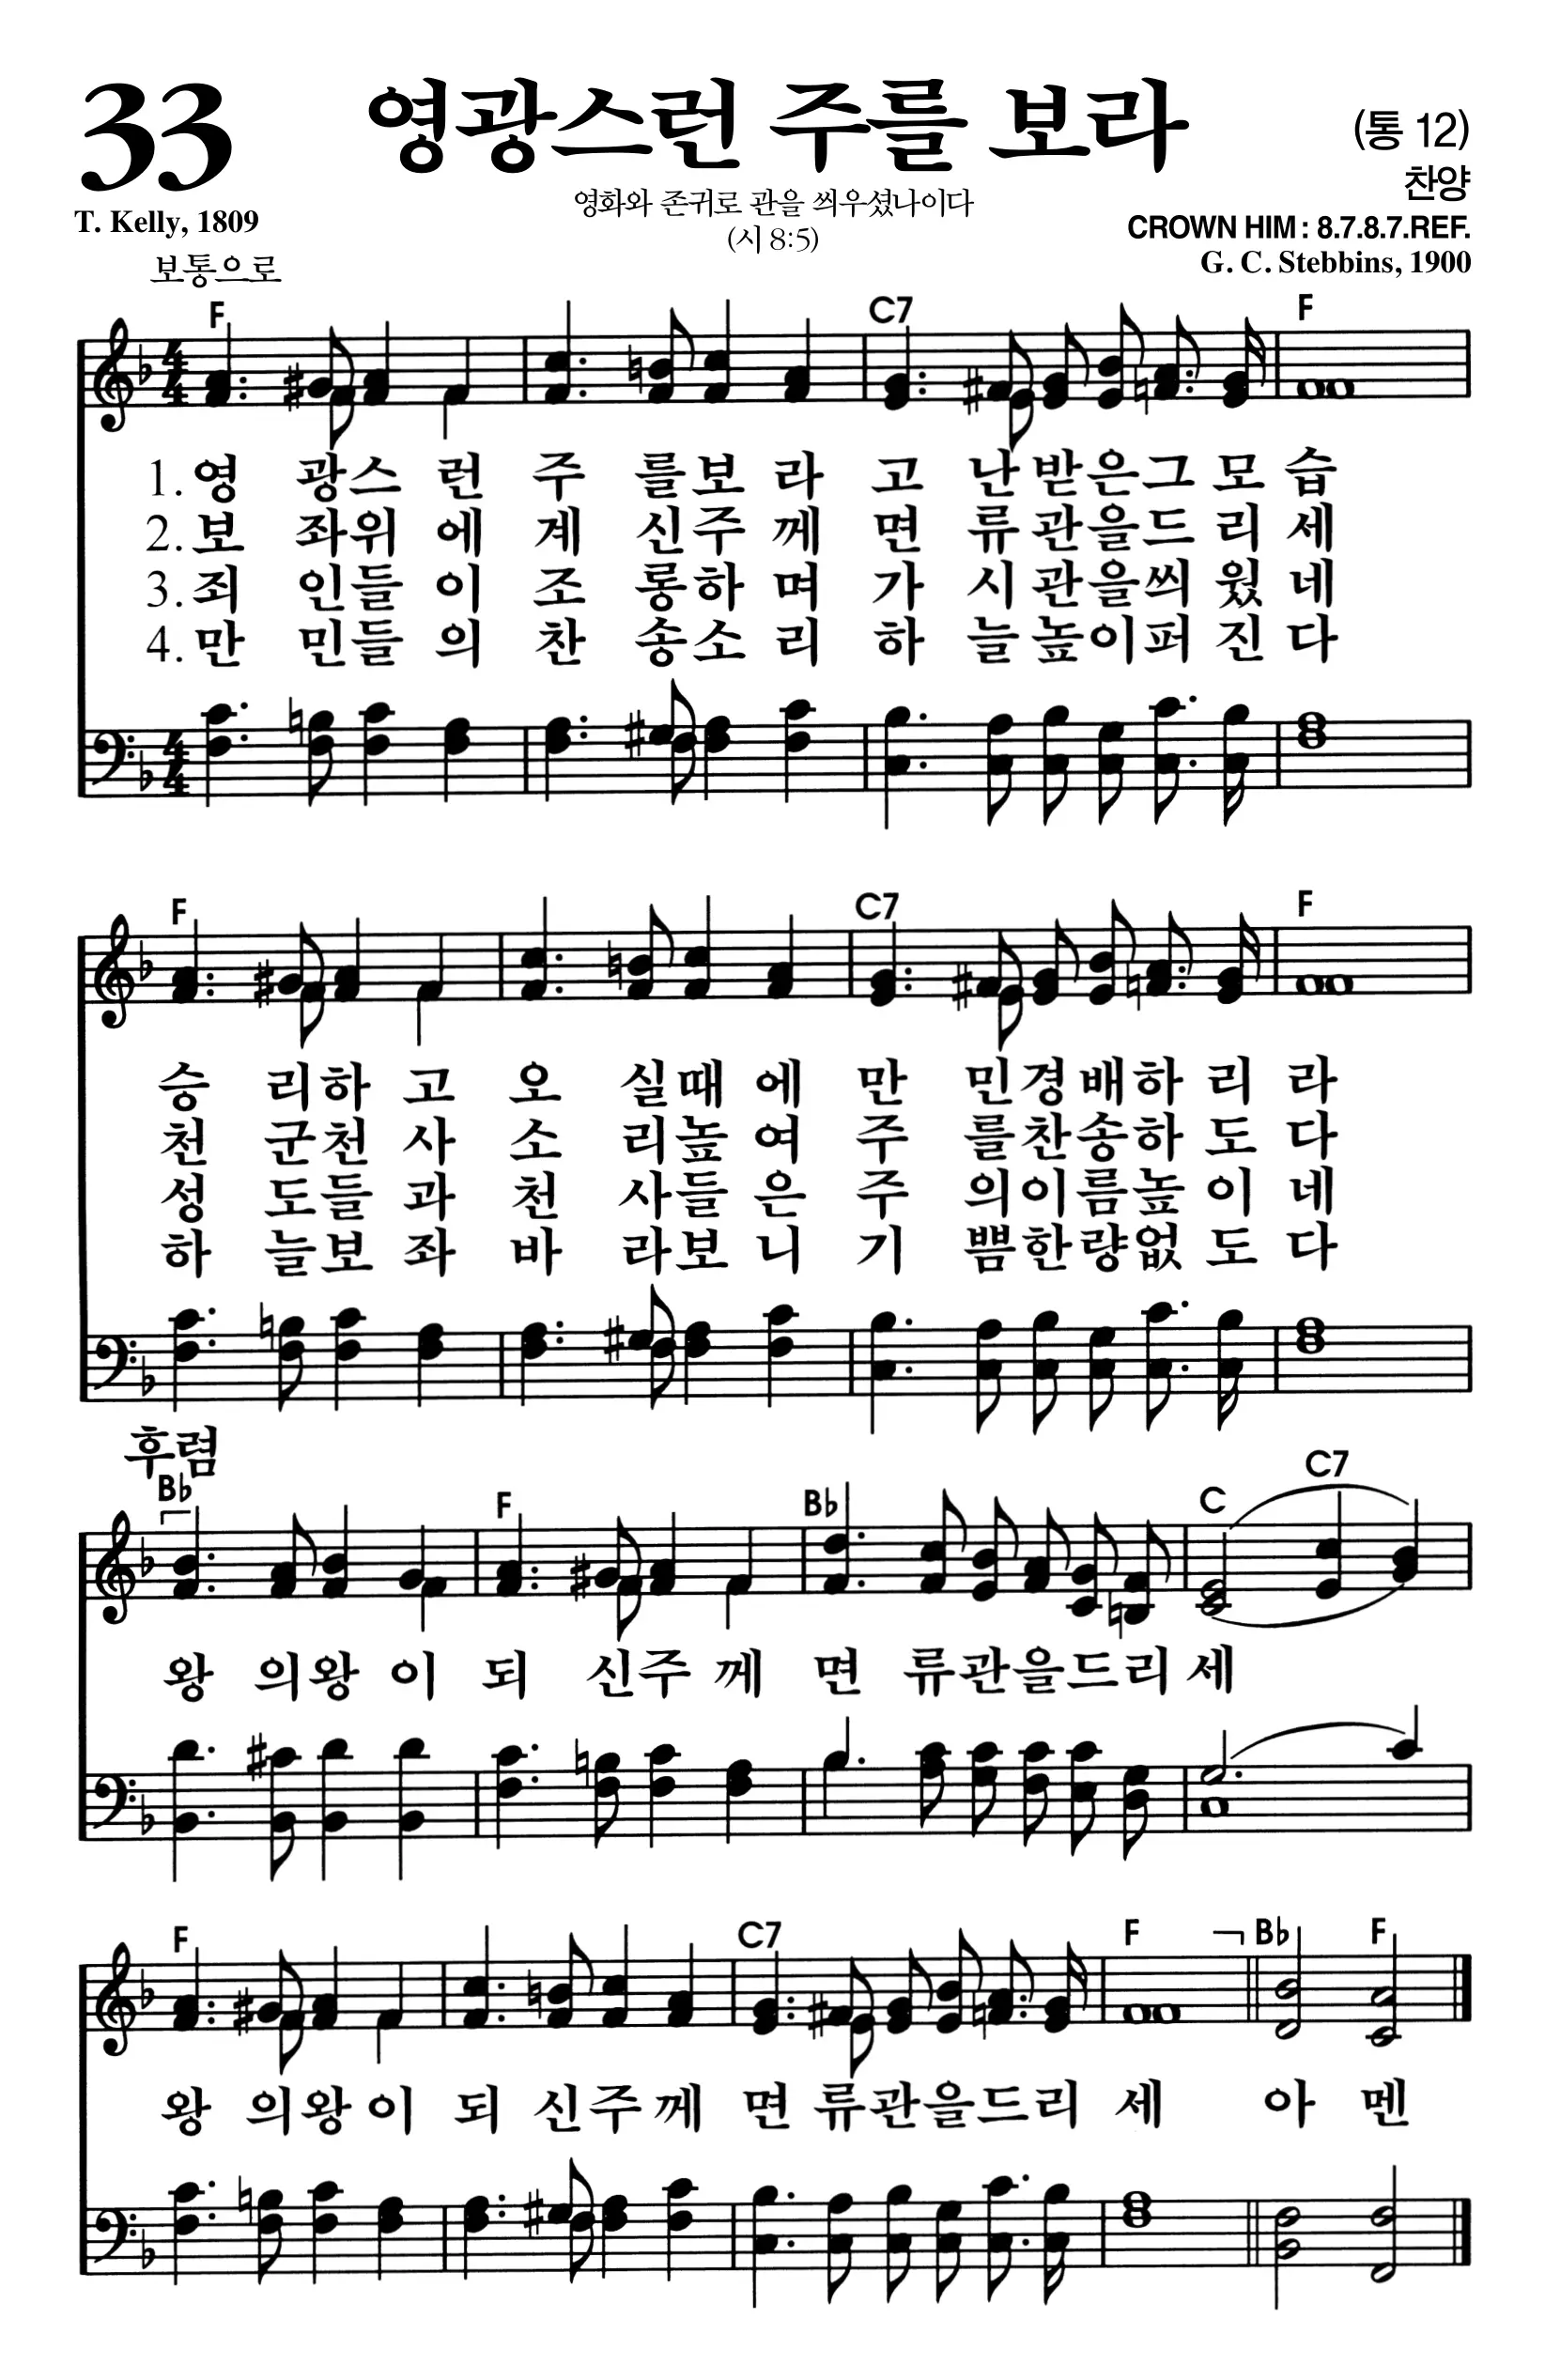 33 영광스런 주를 보라 (통 12)
찬양
영화와 존귀로 관을 씌우셨나이다
(시 8:5)
T. Kelly, 1809
CROWN HIM : 8.7.8.7.REF.
G. C. Stebbins, 1900
보통으로
F C7 F
1. 영 광스 런 주 를보 라 고 난 받은그 모 습
2. 보 좌위 에 계 신주 께 면 류 관을드 리 세
3. 죄 인들 이 조 롱하 며 가 시 관을씌 웠 네
4. 만 민들 의 찬 송소 리 하 늘 높이퍼 진 다
F C7 F
승 리하 고 오 실때 에 만 민경배하 리 라
천 군천 사 소 리높 여 주 를찬송하 도 다
성 도들 과 천 사들 은 주 의이름높 이 네
하 늘보 좌 바 라보 니 기 쁨한량없 도 다
후렴
Bb F Bb C C7
왕 의왕 이 되 신주 께 면 류관을드리 세
F C7 F Bb F
왕 의왕 이 되 신주 께 면 류관을드리 세 아 멘